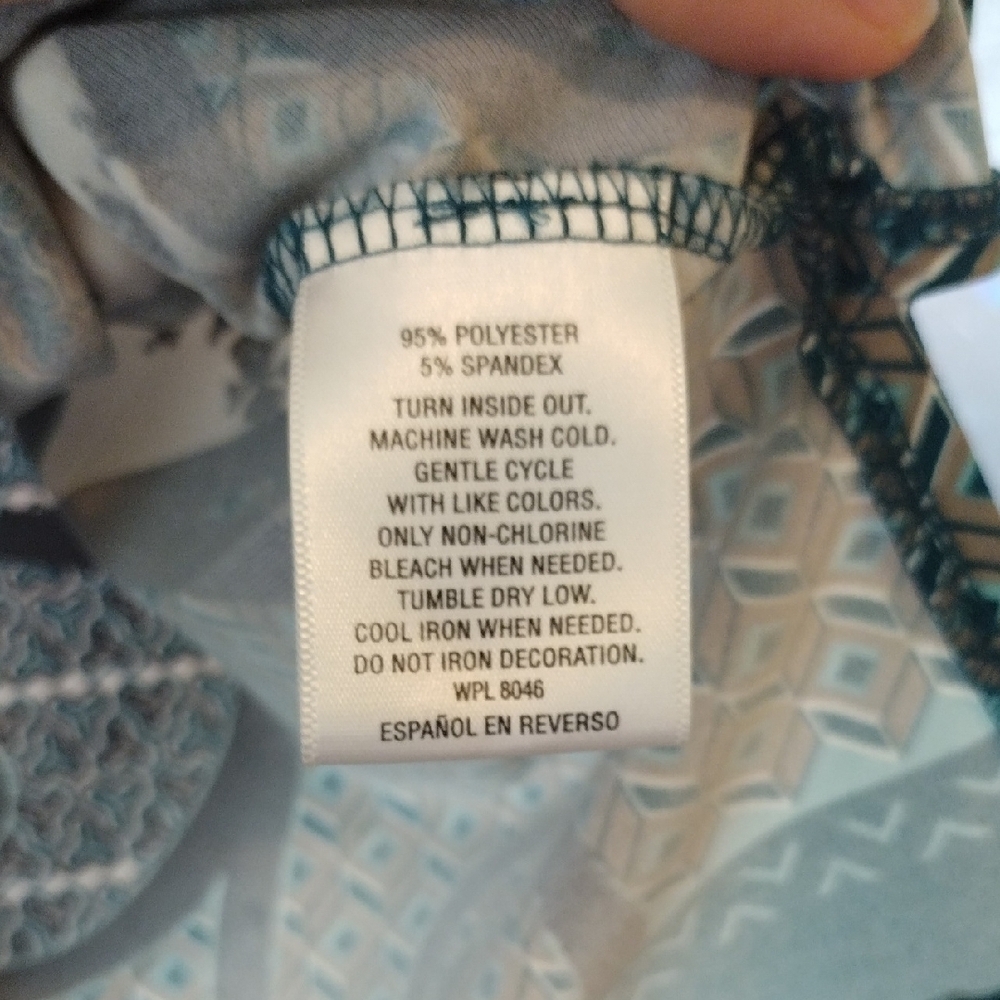 95% POLYESTER
5% SPANDEX
TURN INSIDE OUT.
MACHINE WASH COLD.
GENTLE CYCLE
WITH LIKE COLORS.
ONLY NON-CHLORINE
BLEACH WHEN NEEDED.
TUMBLE DRY LOW.
COOL IRON WHEN NEEDED.
DO NOT IRON DECORATION.
WPL 8046
ESPAÑOL EN REVERSO